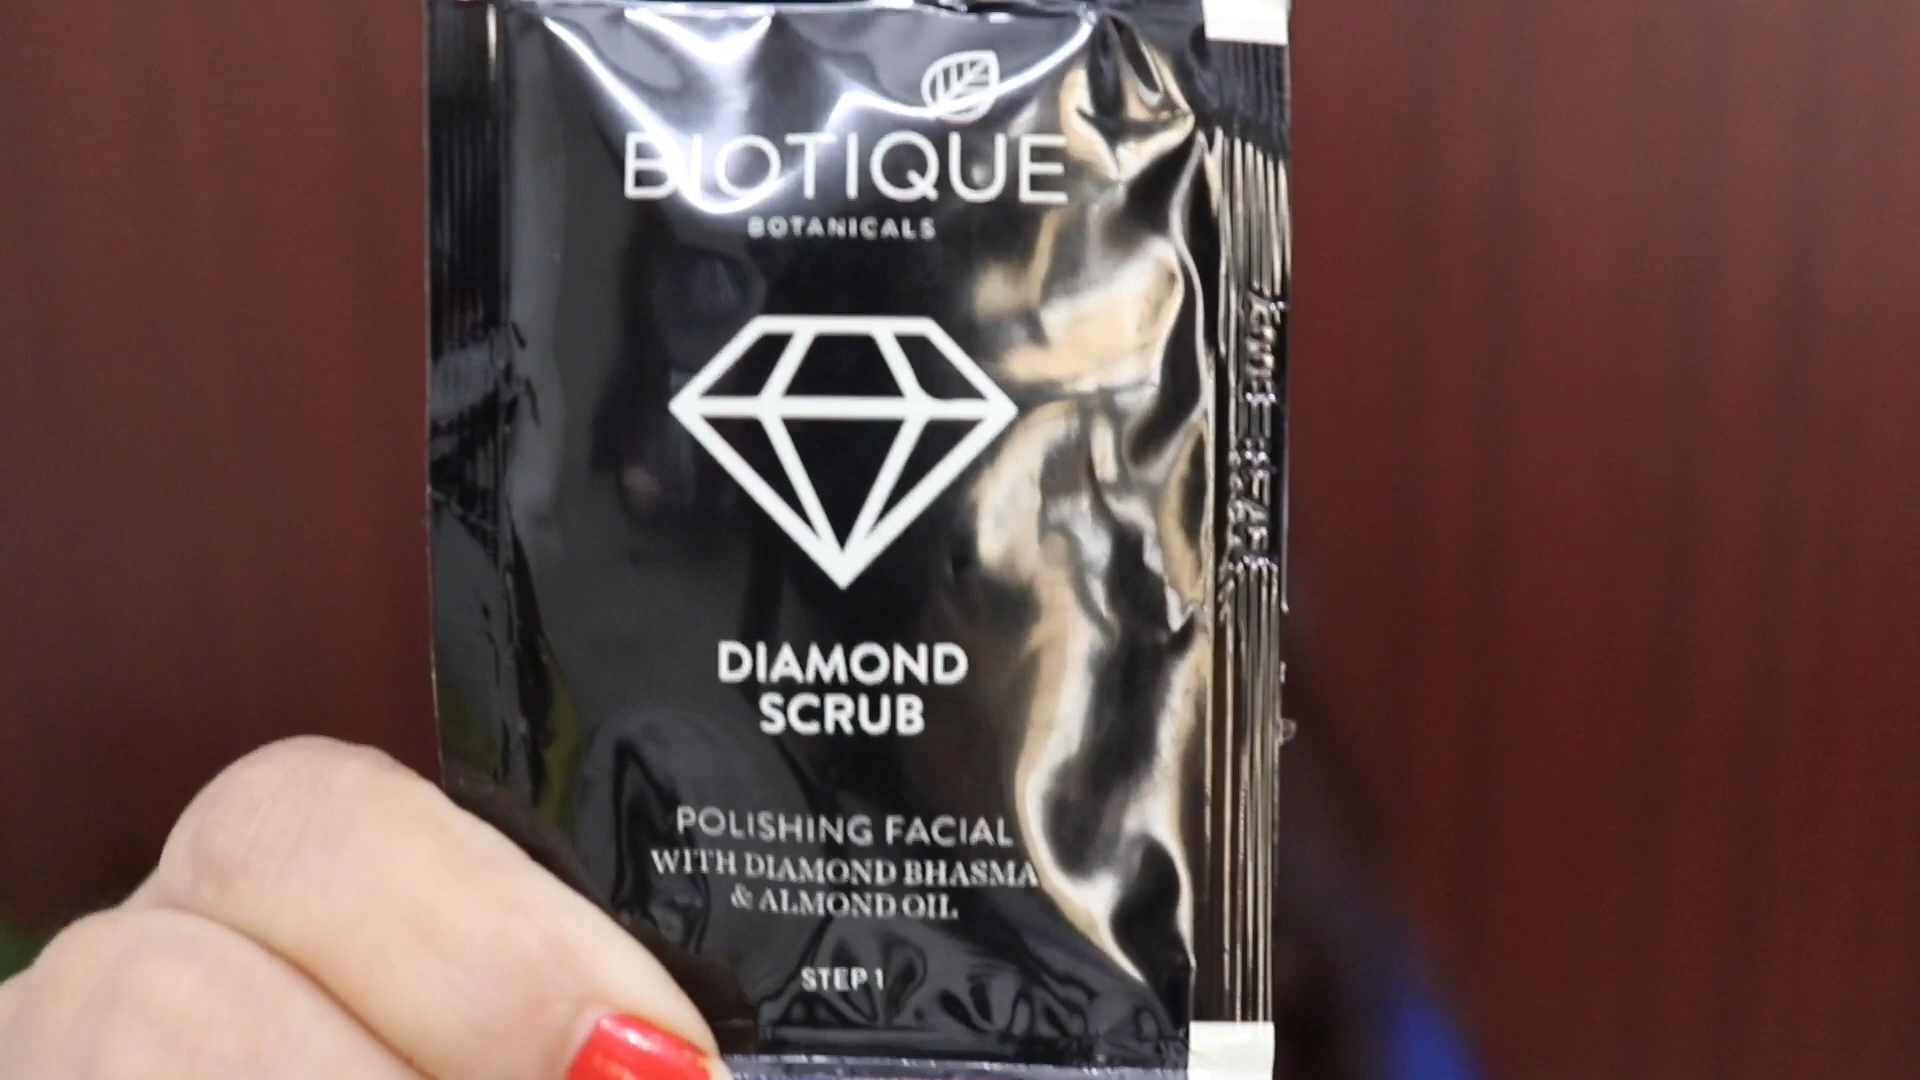 BIOTIQUE
BOTANICALS
DIAMOND
SCRUB
POLISHING FACIAL
WITH DIAMOND BHASMA
& ALMOND OIL
STEP 1